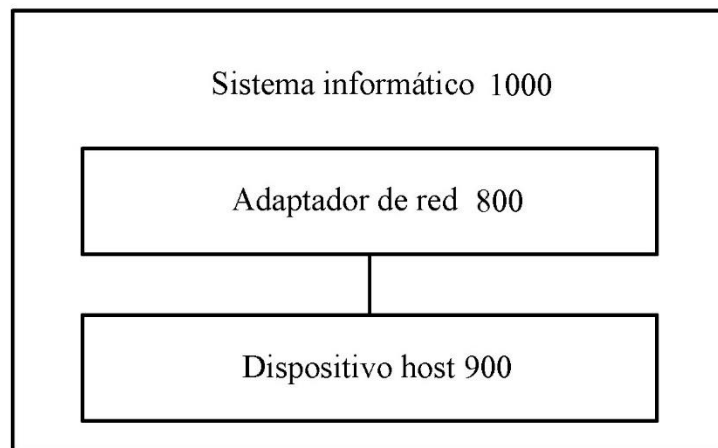 Sistema informático 1000
Adaptador de red 800
Dispositivo host 900